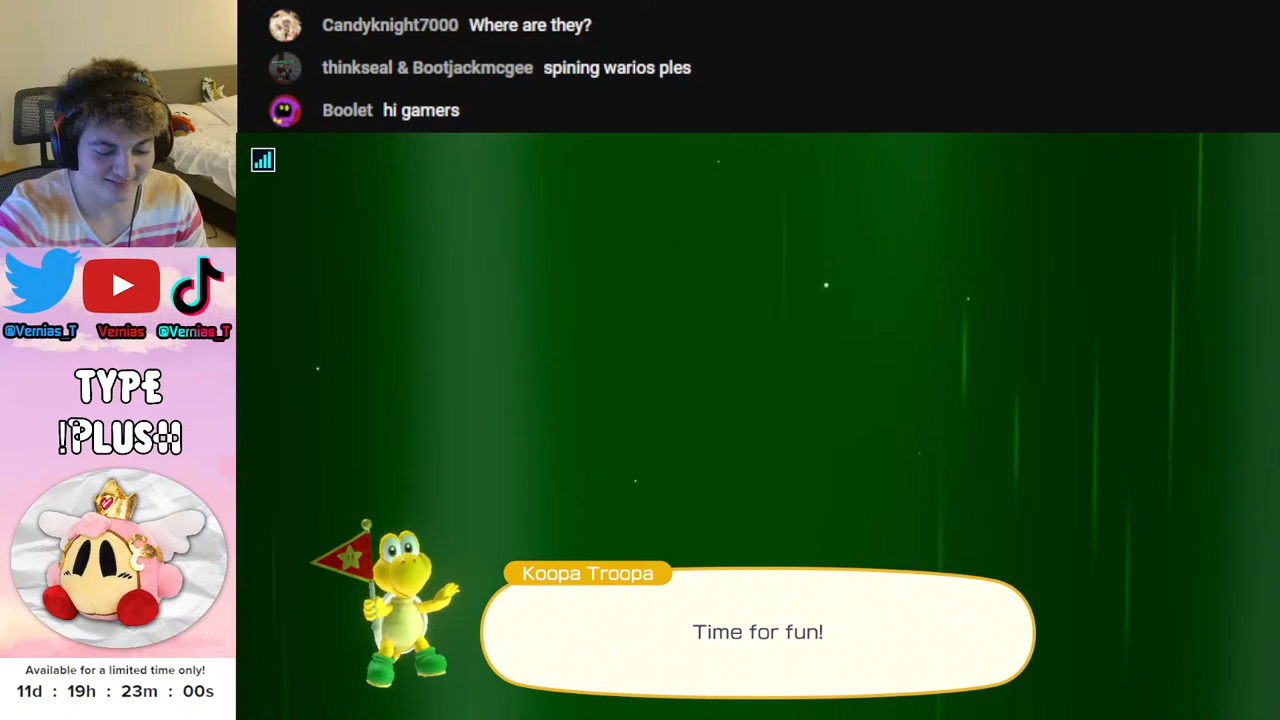 Candyknight7000 Where are they?
thinkseal & Bootjackmcgee spining warios ples
Boolet hi gamers
@Vernias_T Vernias @Vernias_T
TYPE
!PLUSH
Koopa Troopa
Time for fun!
Available for a limited time only!
11d : 19h : 23m : 00s